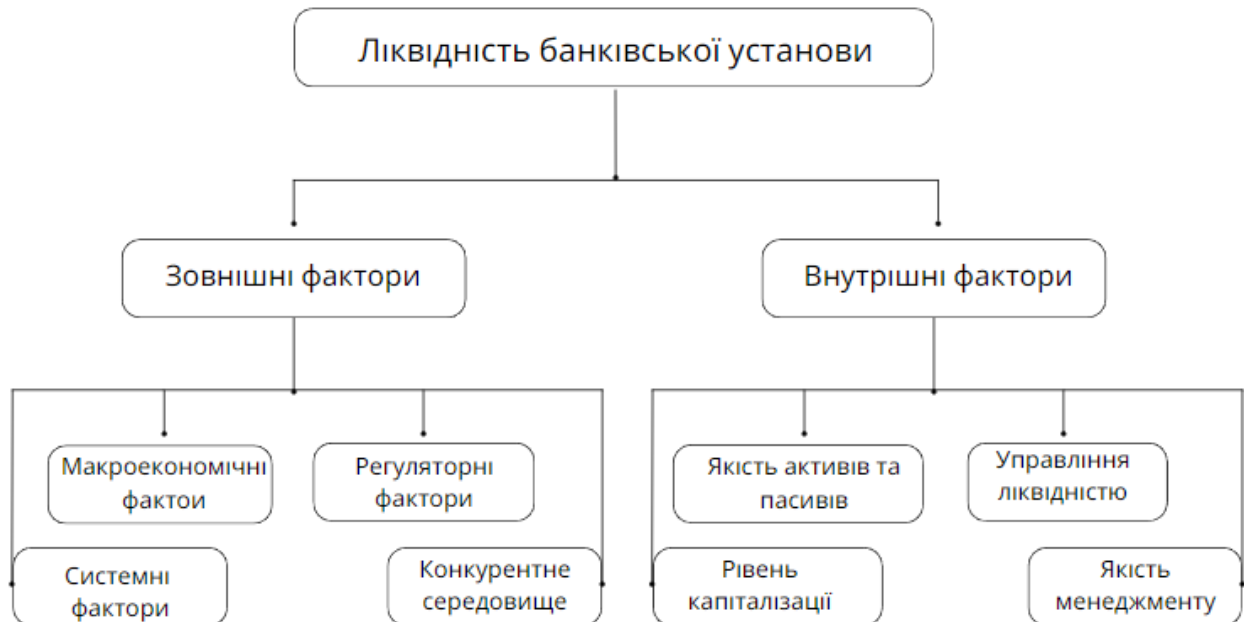 Ліквідність банківської установи
Зовнішні фактори
Внутрішні фактори
Макроекономічні
фактои
Регуляторні
фактори
Якість активів та
пасивів
Управління
ліквідністю
Системні
фактори
Конкурентне
середовище
Рівень
капіталізації
Якість
менеджменту